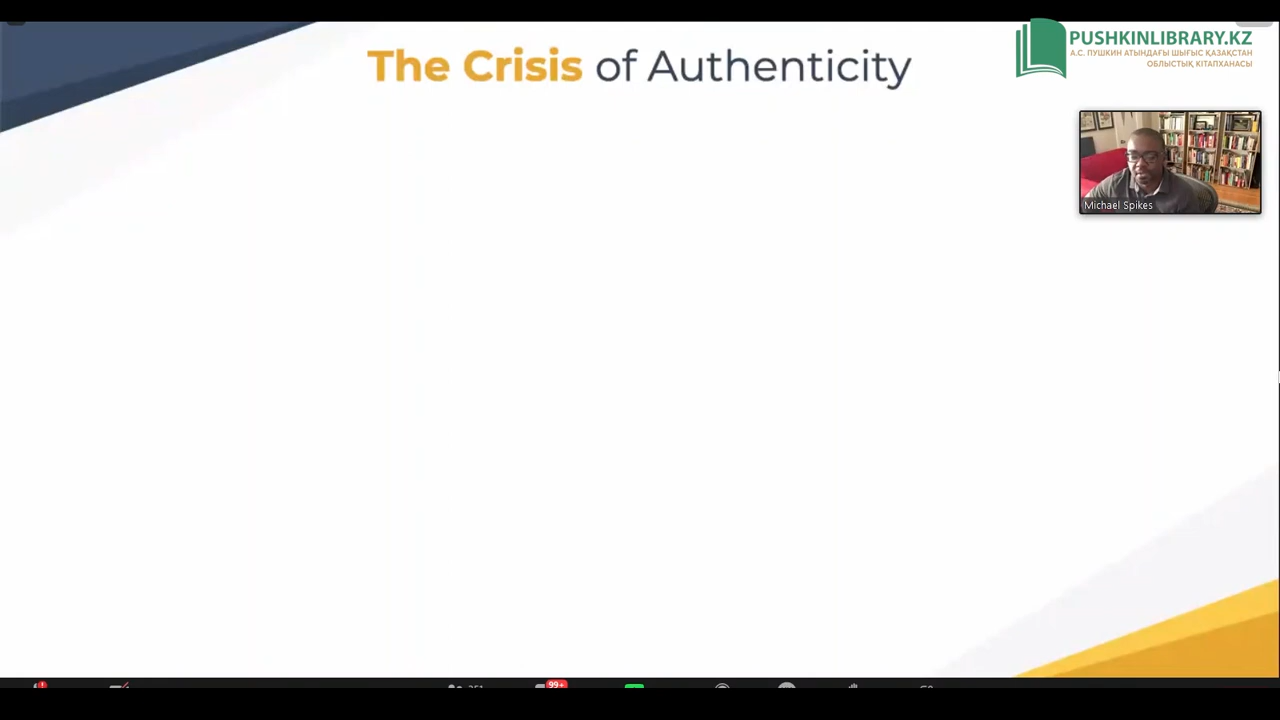 The Crisis of Authenticity
PUSHKINLIBRARY.KZ
А.С. ПУШКИН АТЫНДАҒЫ ШЫҒЫС ҚАЗАҚСТАН
ОБЛЫСТЫҚ КІТАПХАНАСЫ
Michael Spikes
99+